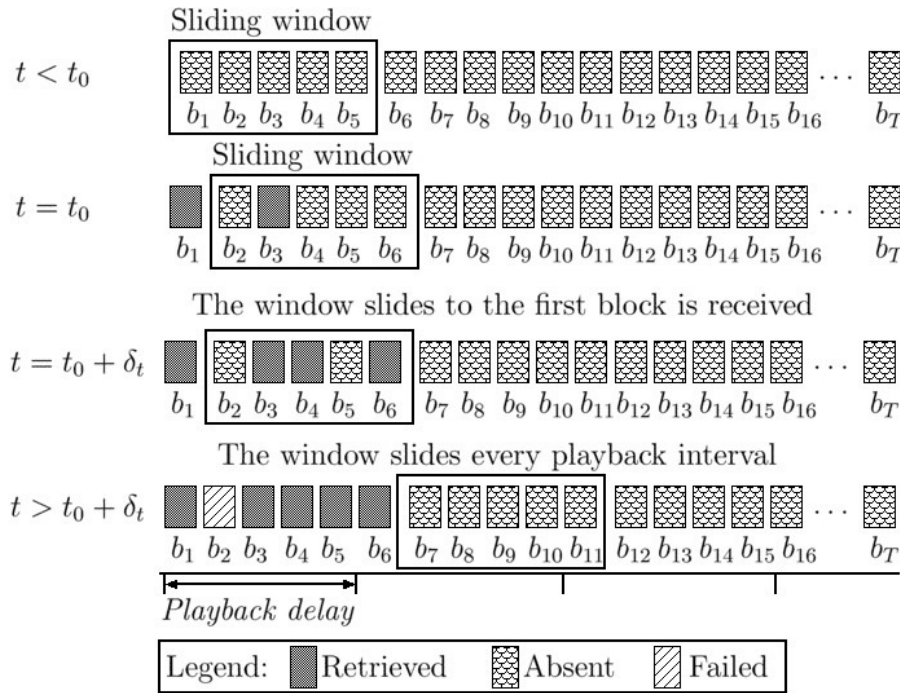 Sliding window
t < t₀
b₁ b₂ b₃ b₄ b₅ b₆ b₇ b₈ b₉ b₁₀ b₁₁ b₁₂ b₁₃ b₁₄ b₁₅ b₁₆ ... b_T
Sliding window
t = t₀
b₁ b₂ b₃ b₄ b₅ b₆ b₇ b₈ b₉ b₁₀ b₁₁ b₁₂ b₁₃ b₁₄ b₁₅ b₁₆ ... b_T
The window slides to the first block is received
t = t₀ + δₜ
b₁ b₂ b₃ b₄ b₅ b₆ b₇ b₈ b₉ b₁₀ b₁₁ b₁₂ b₁₃ b₁₄ b₁₅ b₁₆ ... b_T
The window slides every playback interval
t > t₀ + δₜ
b₁ b₂ b₃ b₄ b₅ b₆ b₇ b₈ b₉ b₁₀ b₁₁ b₁₂ b₁₃ b₁₄ b₁₅ b₁₆ ... b_T
Playback delay
Legend: Retrieved Absent Failed